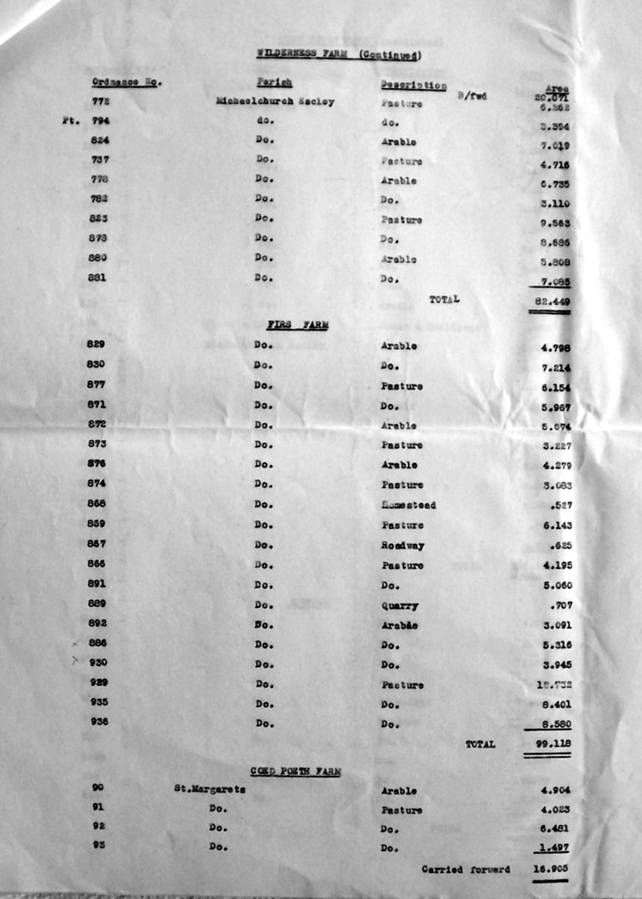 WILDERNESS FARM (Continued)
Ordnance No. Parish Description Area
B/fwd 20.071
772 Michaelchurch Escley Pasture 6.262
Pt. 794 do. do. 3.394
824 Do. Arable 7.019
737 Do. Pasture 4.716
778 Do. Arable 6.735
782 Do. Do. 3.110
823 Do. Pasture 9.563
878 Do. Do. 8.686
880 Do. Arable 5.808
881 Do. Do. 7.085
TOTAL 82.449
FIRS FARM
829 Do. Arable 4.798
830 Do. Do. 7.214
877 Do. Pasture 6.154
871 Do. Do. 5.967
872 Do. Arable 5.074
873 Do. Pasture 3.227
876 Do. Arable 4.279
874 Do. Pasture 3.083
868 Do. Homestead .527
859 Do. Pasture 6.143
867 Do. Roadway .625
866 Do. Pasture 4.195
891 Do. Do. 5.060
889 Do. Quarry .707
892 Do. Arable 3.091
886 Do. Do. 5.316
930 Do. Do. 3.945
929 Do. Pasture 12.732
935 Do. Do. 8.401
936 Do. Do. 8.580
TOTAL 99.118
COED POETH FARM
90 St.Margarets Arable 4.904
91 Do. Pasture 4.023
92 Do. Do. 6.481
93 Do. Do. 1.497
Carried forward 16.905